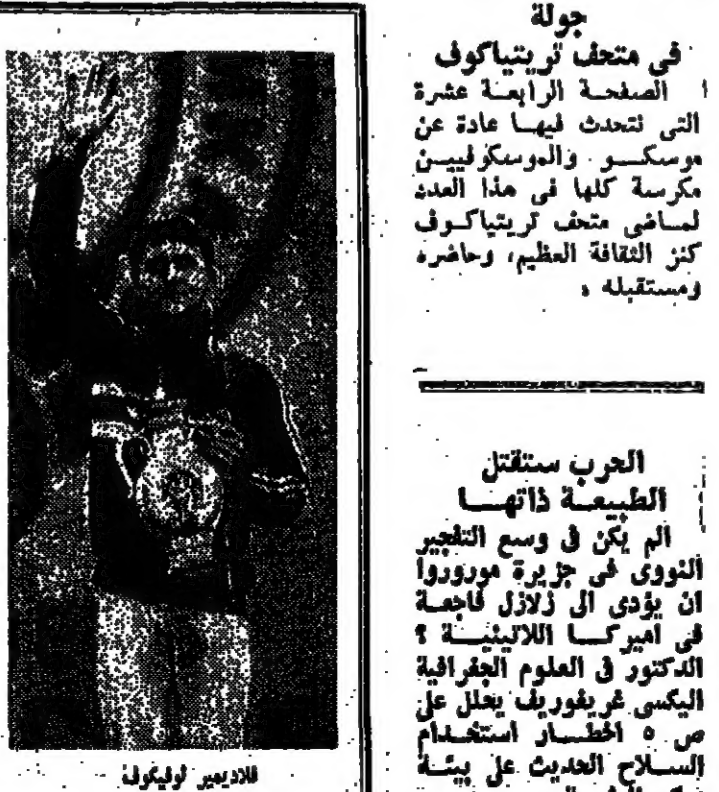 جولة
في متحف تريتياكوف
الصفحة الرابعة عشرة
التي نتحدث فيها عادة عن
موسكو والموسكوفيين
مكرسة كلها في هذا العدد
لماضي متحف تريتياكوف
كنز الثقافة العظيم، وحاضره
ومستقبله .
الحرب ستقتل
الطبيعة ذاتها
الم يكن في وسع التفجير
النووي في جزيرة موروروا
ان يؤدي الى زلازل فاجعة
في اميركا اللاتينية ؟
الدكتور في العلوم الجغرافية
اليكسي غريغورييف يحلل على
ص ٥ اخطار استخدام
السلاح الحديث على بيئة
فلاديمير